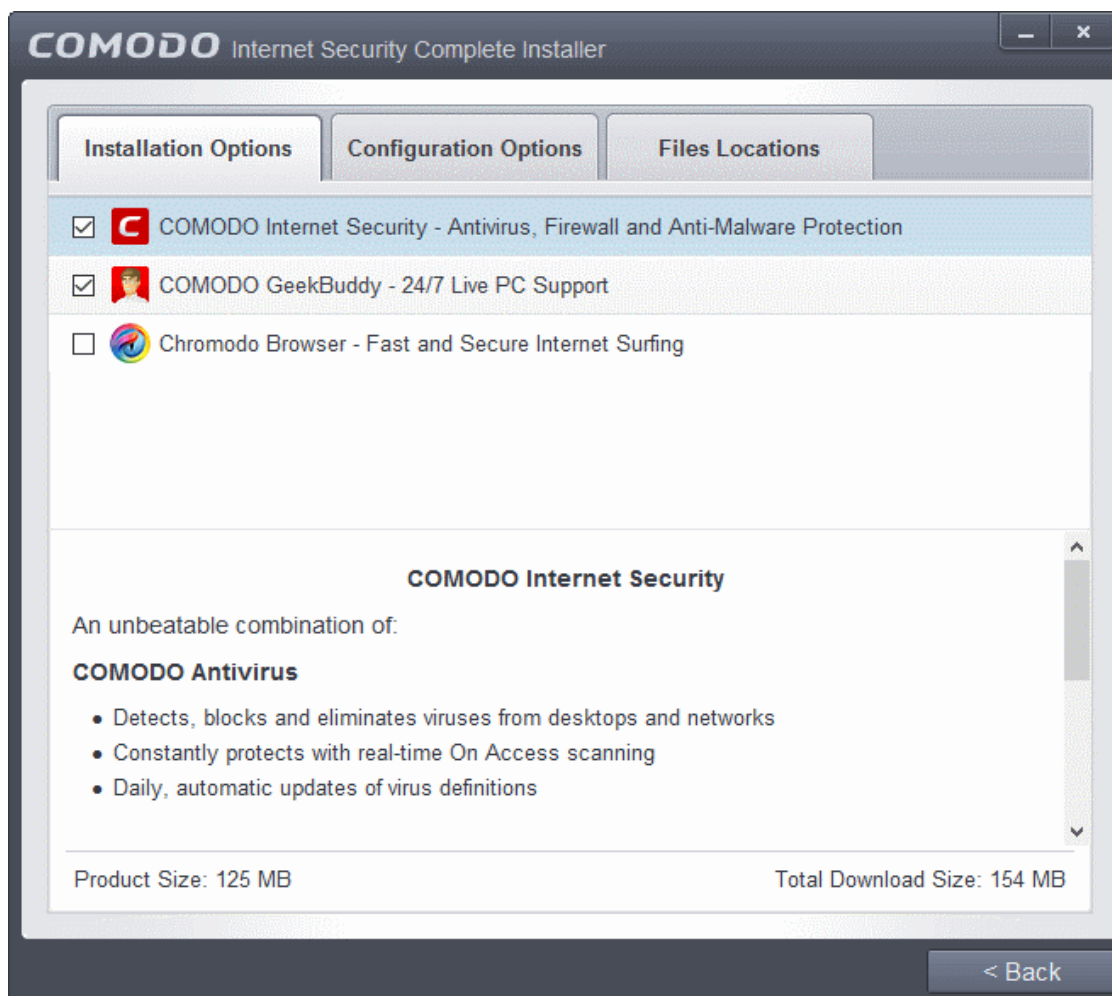 COMODO Internet Security Complete Installer
Installation Options
Configuration Options
Files Locations
COMODO Internet Security - Antivirus, Firewall and Anti-Malware Protection
COMODO GeekBuddy - 24/7 Live PC Support
Chromodo Browser - Fast and Secure Internet Surfing
COMODO Internet Security
An unbeatable combination of:
COMODO Antivirus
• Detects, blocks and eliminates viruses from desktops and networks
• Constantly protects with real-time On Access scanning
• Daily, automatic updates of virus definitions
Product Size: 125 MB
Total Download Size: 154 MB
< Back